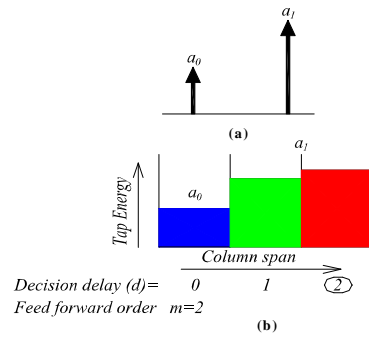 a₁
a₀
(a)
a₁
a₀
Tap Energy
Column span
Decision delay (d)= 0 1 2
Feed forward order m=2
(b)